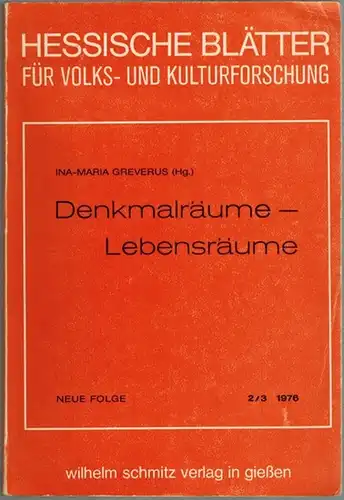 HESSISCHE BLÄTTER
FÜR VOLKS- UND KULTURFORSCHUNG
INA-MARIA GREVERUS (Hg.)
Denkmalräume –
Lebensräume
NEUE FOLGE 2/3 1976
wilhelm schmitz verlag in gießen